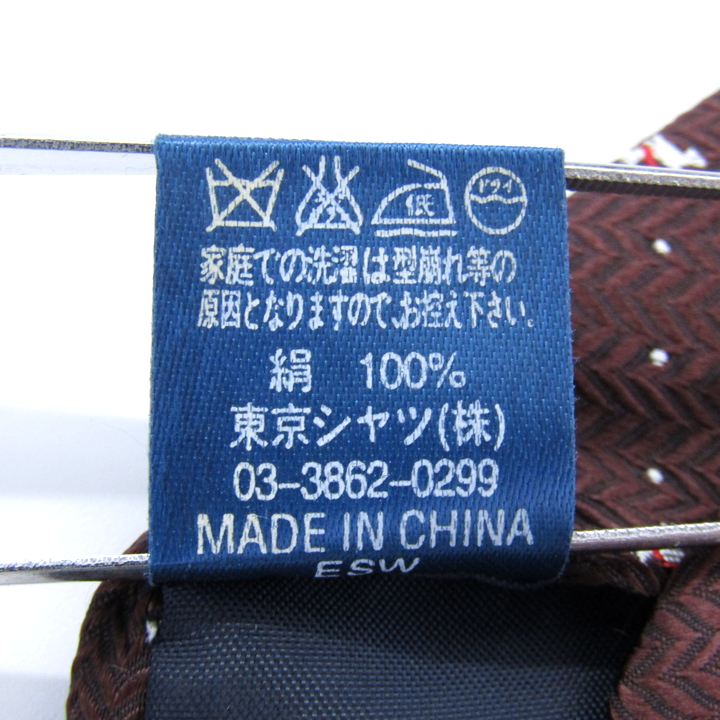 低 ドライ
家庭での洗濯は型崩れ等の
原因となりますので､お控え下さい。
絹 100%
東京シャツ(株)
03-3862-0299
MADE IN CHINA
ESW